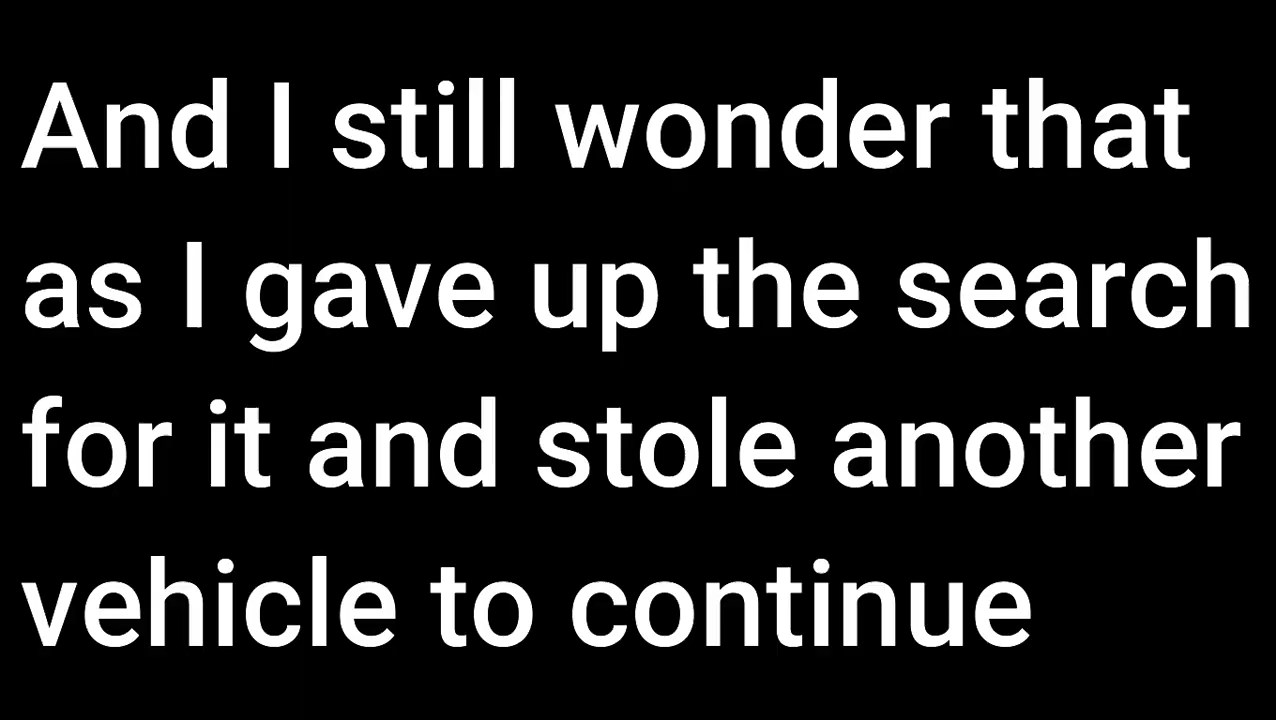 And I still wonder that
as I gave up the search
for it and stole another
vehicle to continue